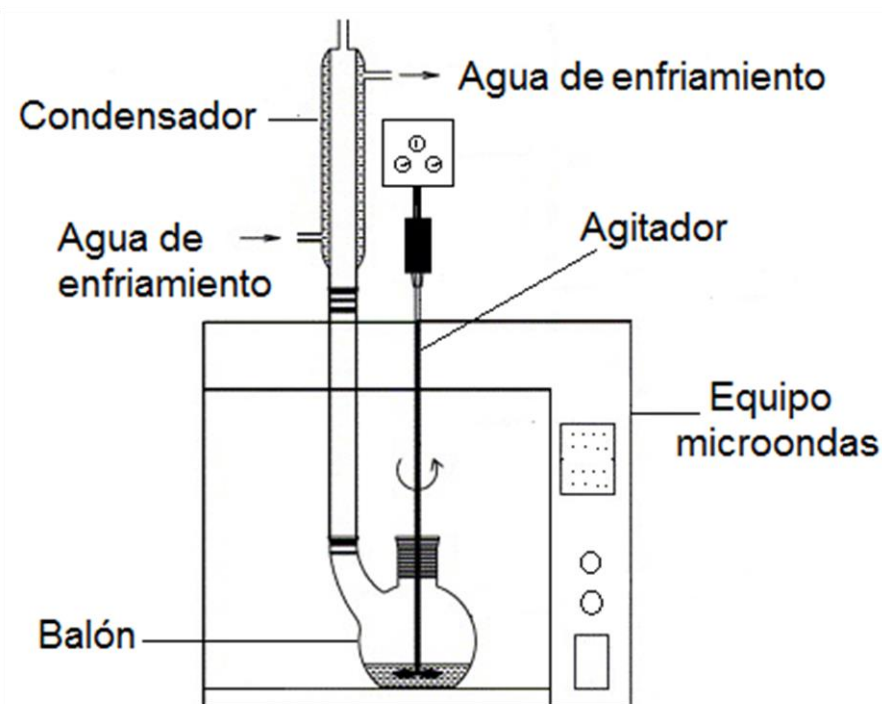 Agua de enfriamiento
Condensador
Agua de
enfriamiento
Agitador
Equipo
microondas
Balón